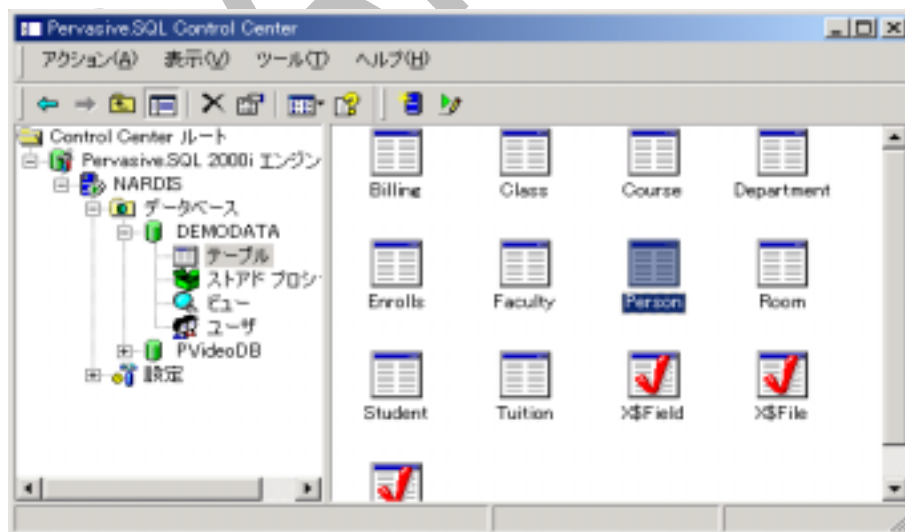 Pervasive.SQL Control Center
アクション(A) 表示(V) ツール(T) ヘルプ(H)
Control Center ルート
Pervasive.SQL 2000i エンジン
NARDIS
データベース
DEMODATA
テーブル
ストアド プロシ
ビュー
ユーザ
PVideoDB
設定
Billing Class Course Department
Enrolls Faculty Person Room
Student Tuition X$Field X$File